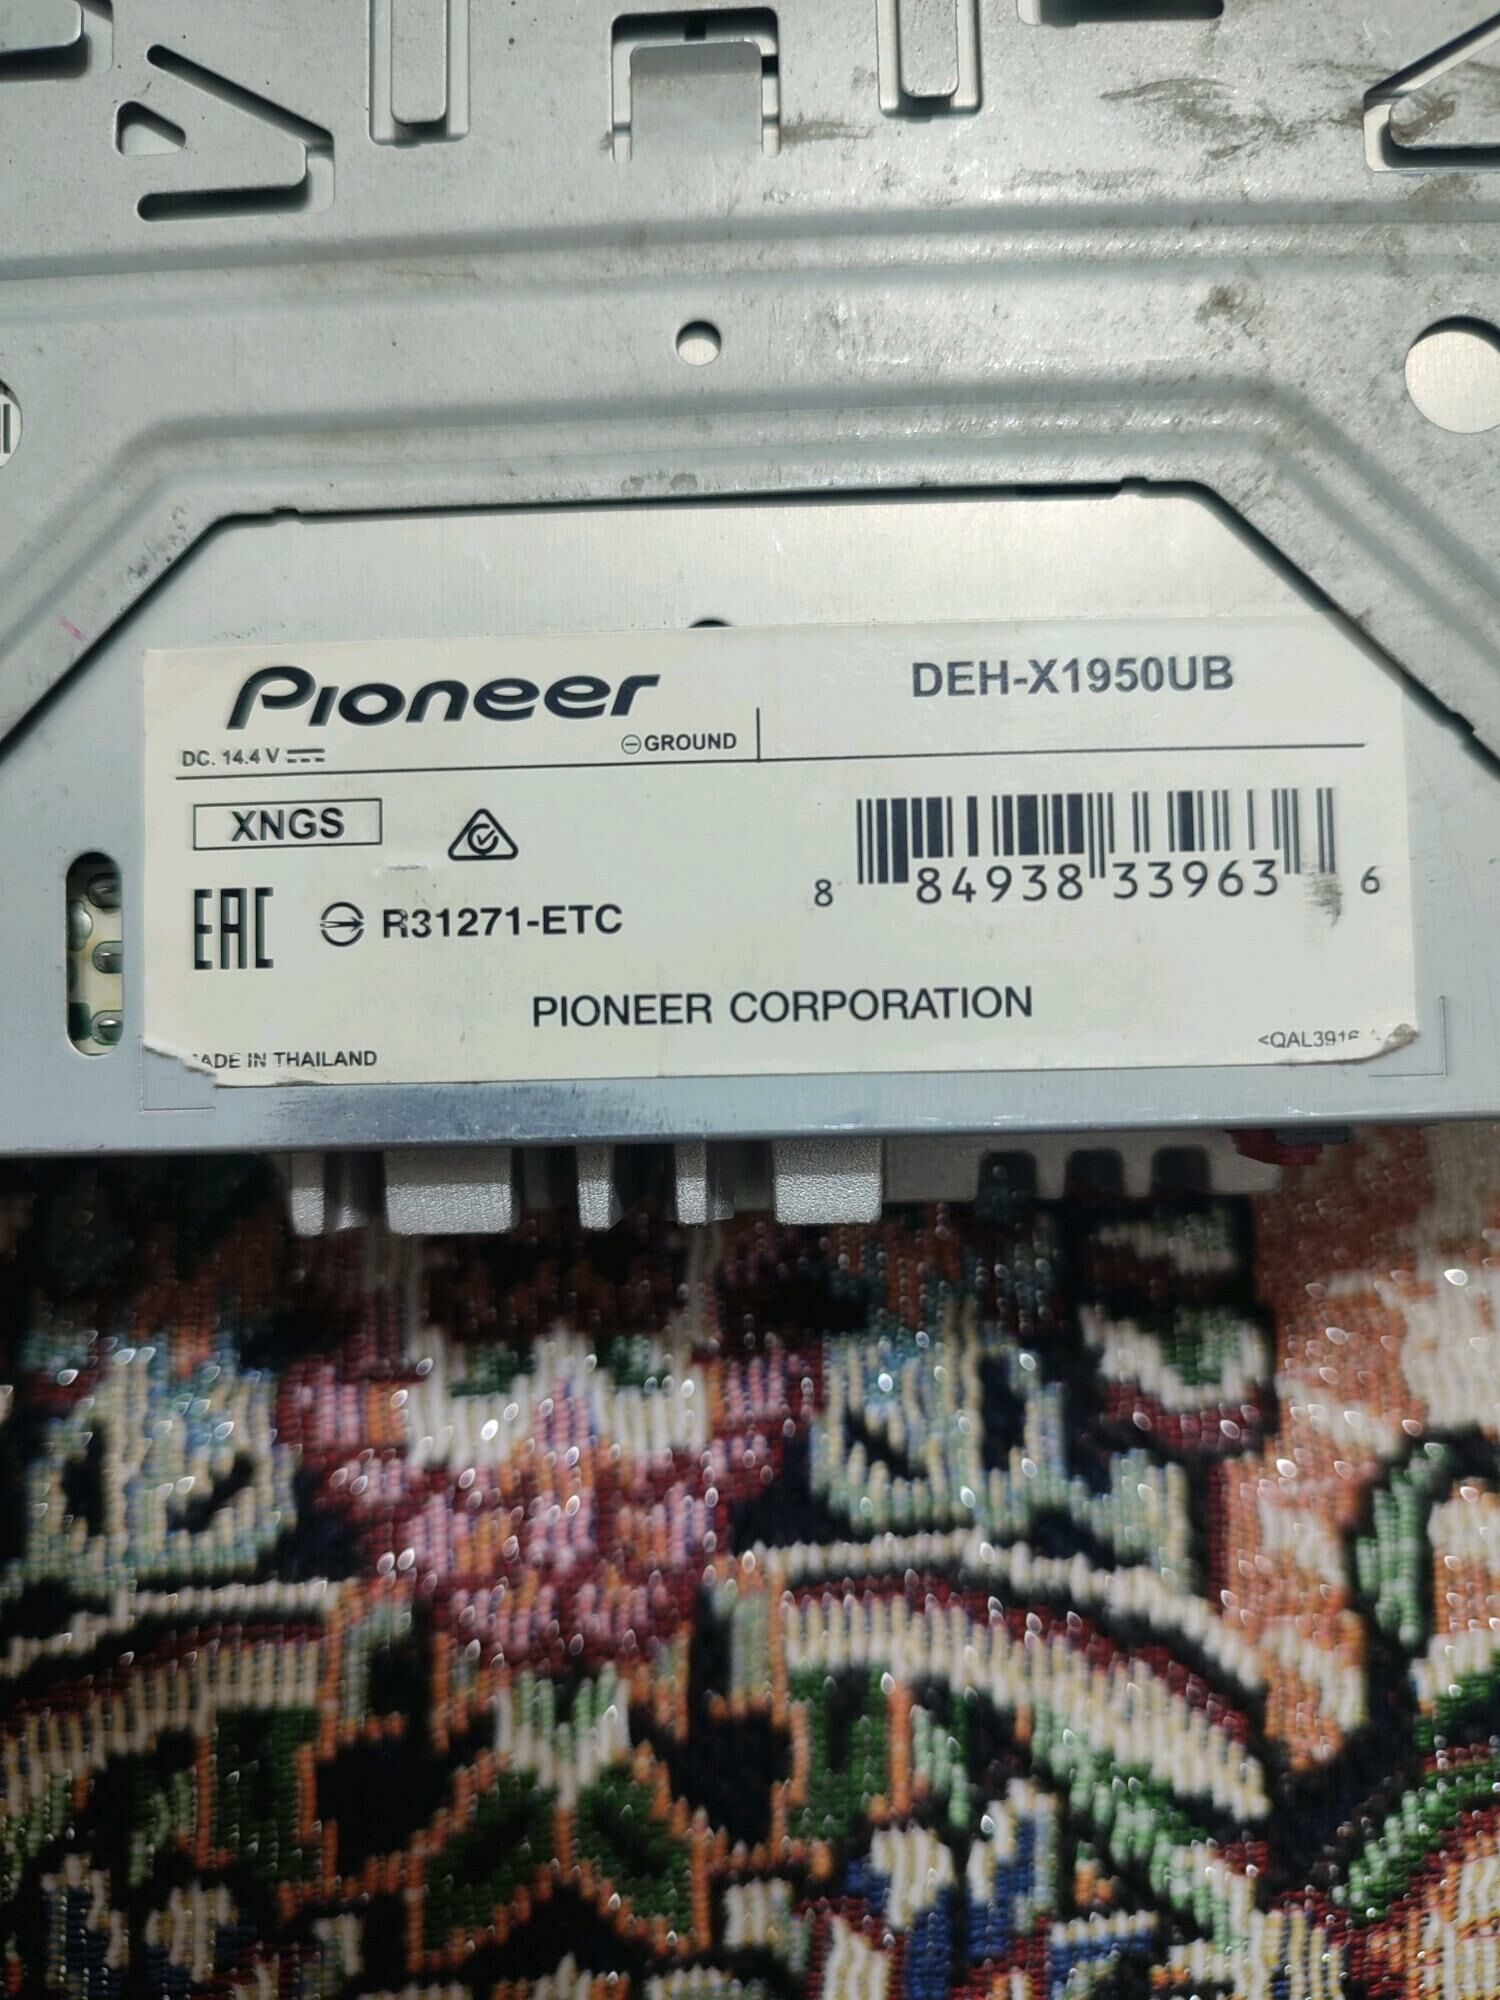 Pioneer
DEH-X1950UB
DC. 14.4 V
GROUND
XNGS
8 84938 33963 6
EAC
R31271-ETC
PIONEER CORPORATION
ADE IN THAILAND
<QAL3916